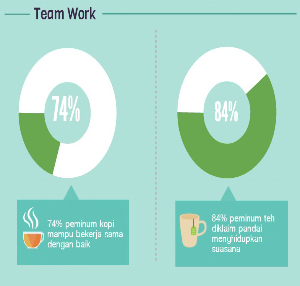 Team Work
74%
84%
74% peminum kopi
mampu bekerja sama
dengan baik
84% peminum teh
diklaim pandai
menghidupkan
suasana